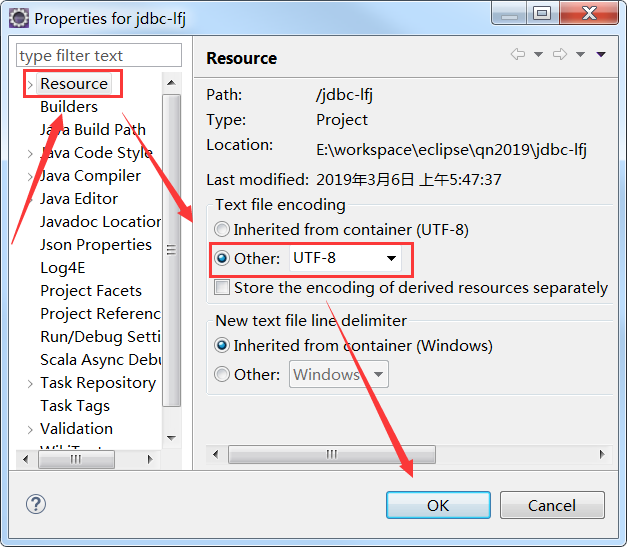 Properties for jdbc-lfj
type filter text
Resource
Builders
Java Build Path
Java Code Style
Java Compiler
Java Editor
Javadoc Location
Json Properties
Log4E
Project Facets
Project Referenc
Run/Debug Setti
Scala Async Debu
Task Repository
Task Tags
Validation
Resource
Path: /jdbc-lfj
Type: Project
Location: E:\workspace\eclipse\qn2019\jdbc-lfj
Last modified: 2019年3月6日 上午5:47:37
Text file encoding
Inherited from container (UTF-8)
Other: UTF-8
Store the encoding of derived resources separately
New text file line delimiter
Inherited from container (Windows)
Other: Windows
?
OK Cancel